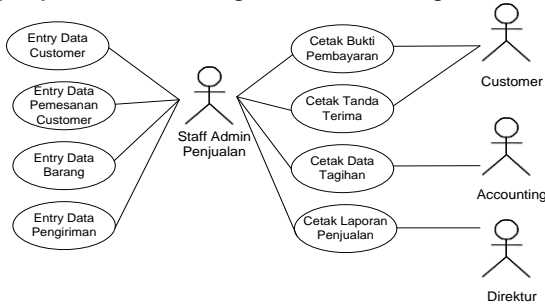 Entry Data
Customer
Entry Data
Pemesanan
Customer
Entry Data
Barang
Entry Data
Pengiriman
Staff Admin
Penjualan
Cetak Bukti
Pembayaran
Cetak Tanda
Terima
Cetak Data
Tagihan
Cetak Laporan
Penjualan
Customer
Accounting
Direktur